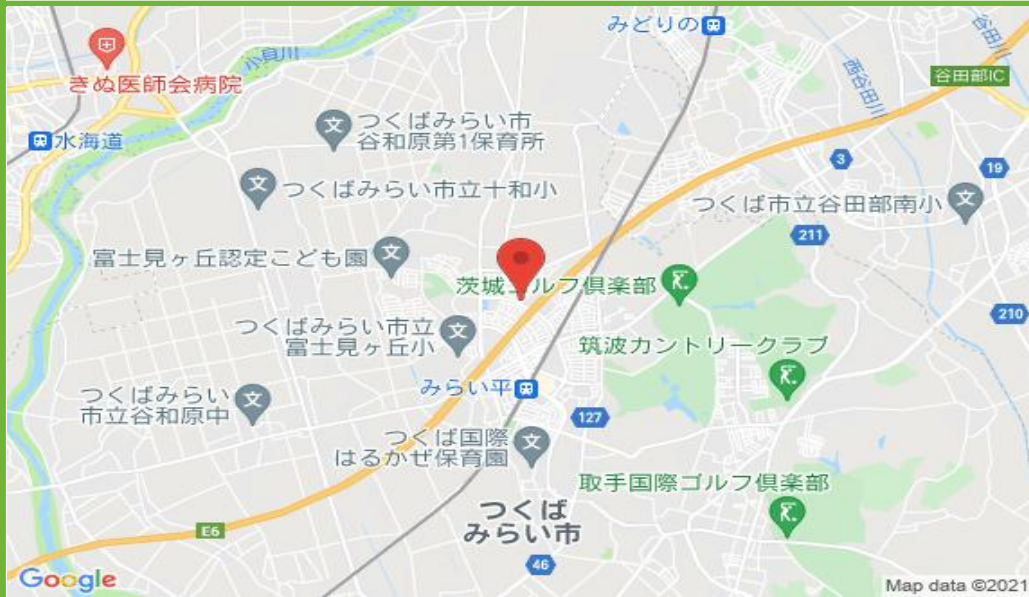 みどりの
小貝川
きぬ医師会病院
西谷田川
谷田川
谷田部IC
水海道
つくばみらい市
谷和原第1保育所
3
19
つくばみらい市立十和小
つくば市立谷田部南小
211
富士見ヶ丘認定こども園
茨城ゴルフ倶楽部
210
つくばみらい市立
富士見ヶ丘小
筑波カントリークラブ
みらい平
つくばみらい
市立谷和原中
127
つくば国際
はるかぜ保育園
取手国際ゴルフ倶楽部
つくば
みらい市
E6
46
Google
Map data ©2021